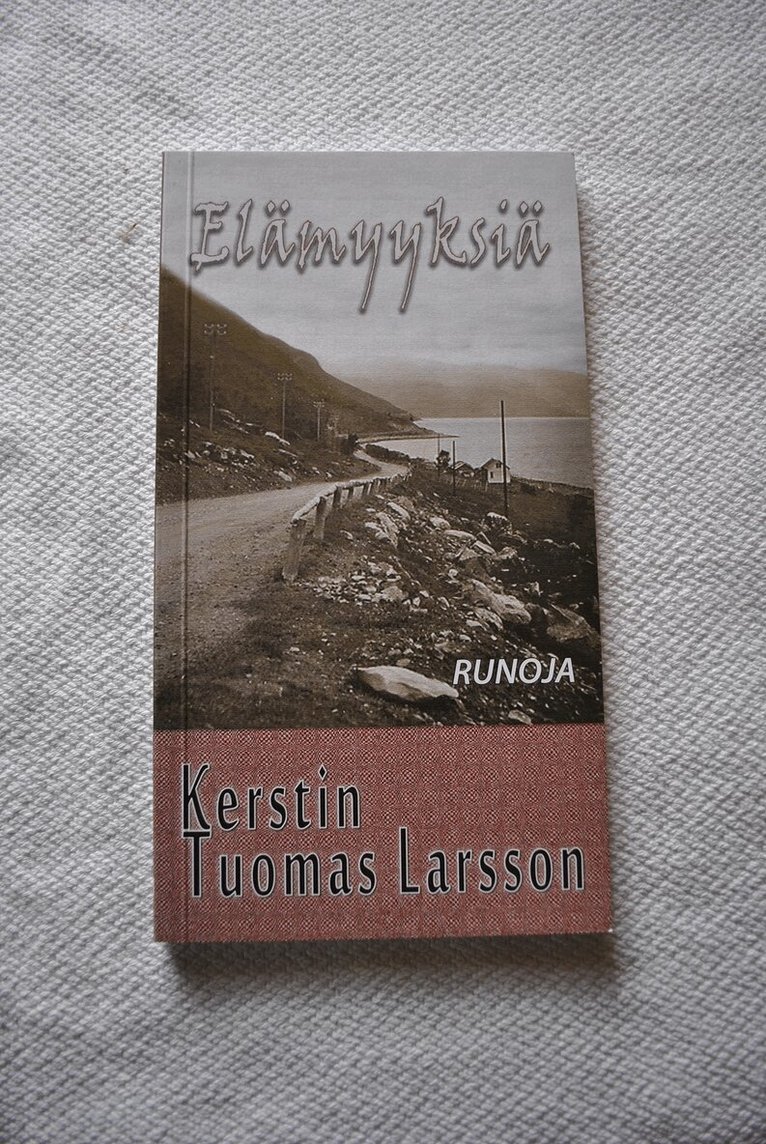 Elämyyksiä
RUNOJA
Kerstin
Tuomas Larsson